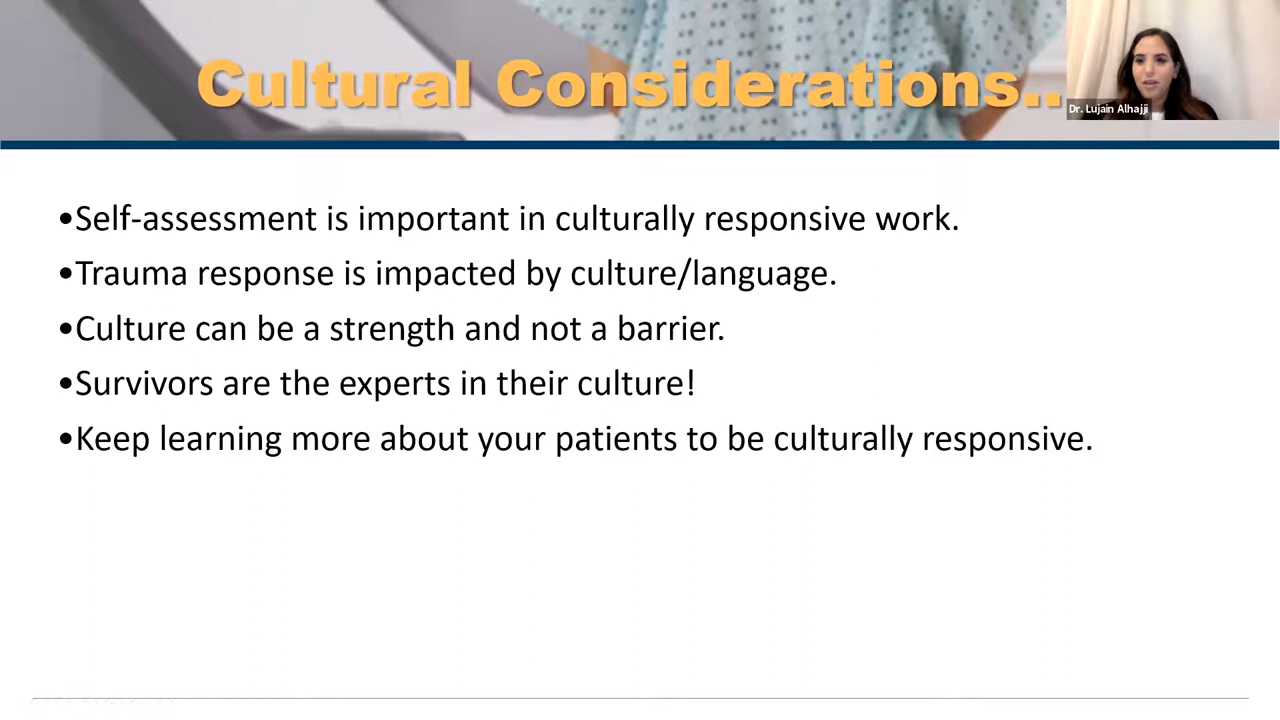 Cultural Considerations..
Dr. Lujain Alhajji
•Self-assessment is important in culturally responsive work.
•Trauma response is impacted by culture/language.
•Culture can be a strength and not a barrier.
•Survivors are the experts in their culture!
•Keep learning more about your patients to be culturally responsive.